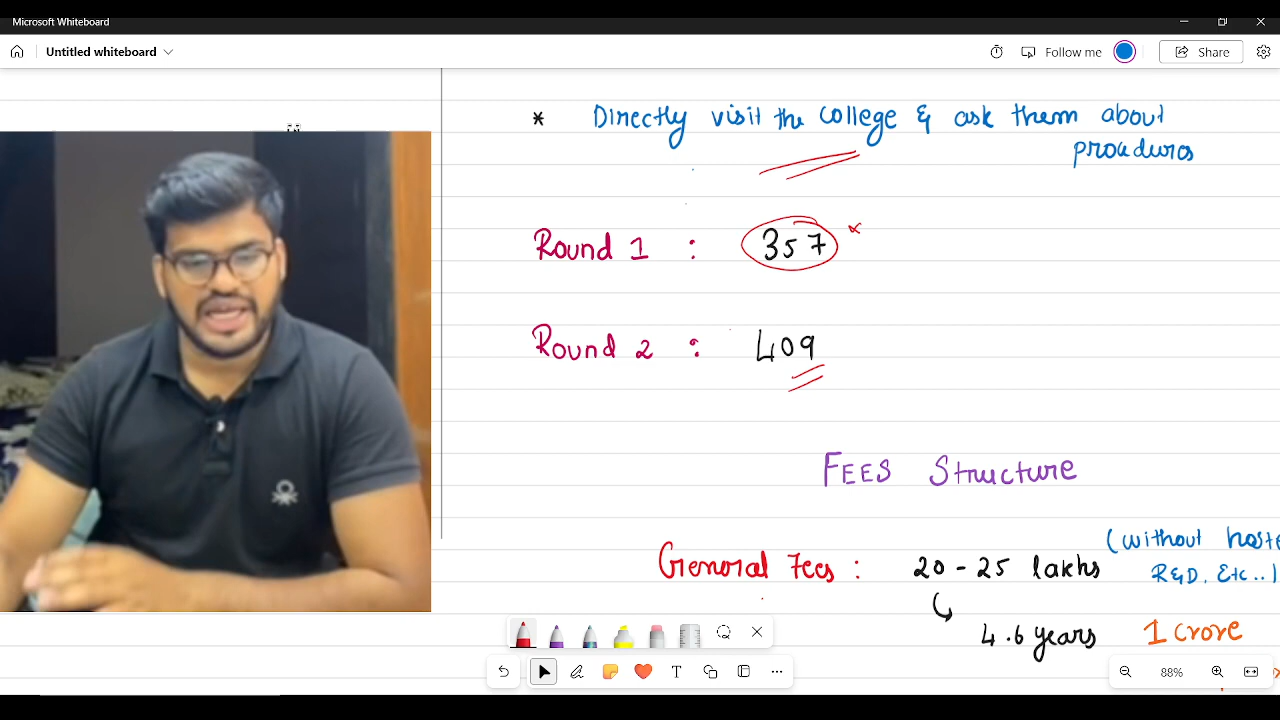 Microsoft Whiteboard
Untitled whiteboard
Follow me
Share
* Directly visit the college & ask them about
procedures
Round 1 : 357
Round 2 : 409
FEES Structure
General Fees : 20 - 25 lakhs
(without
R&D, Etc..)
4.6 years 1 crore
T
88%